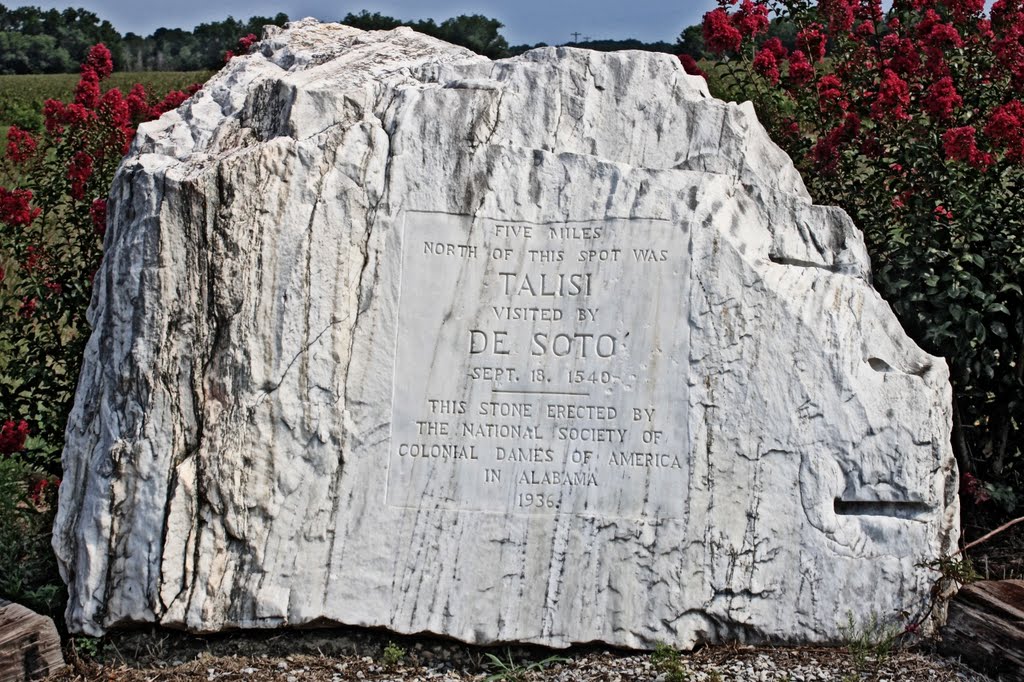 FIVE MILES
NORTH OF THIS SPOT WAS
TALISI
VISITED BY
DE SOTO
SEPT. 18. 1540
THIS STONE ERECTED BY
THE NATIONAL SOCIETY OF
COLONIAL DAMES OF AMERICA
IN ALABAMA
1936.